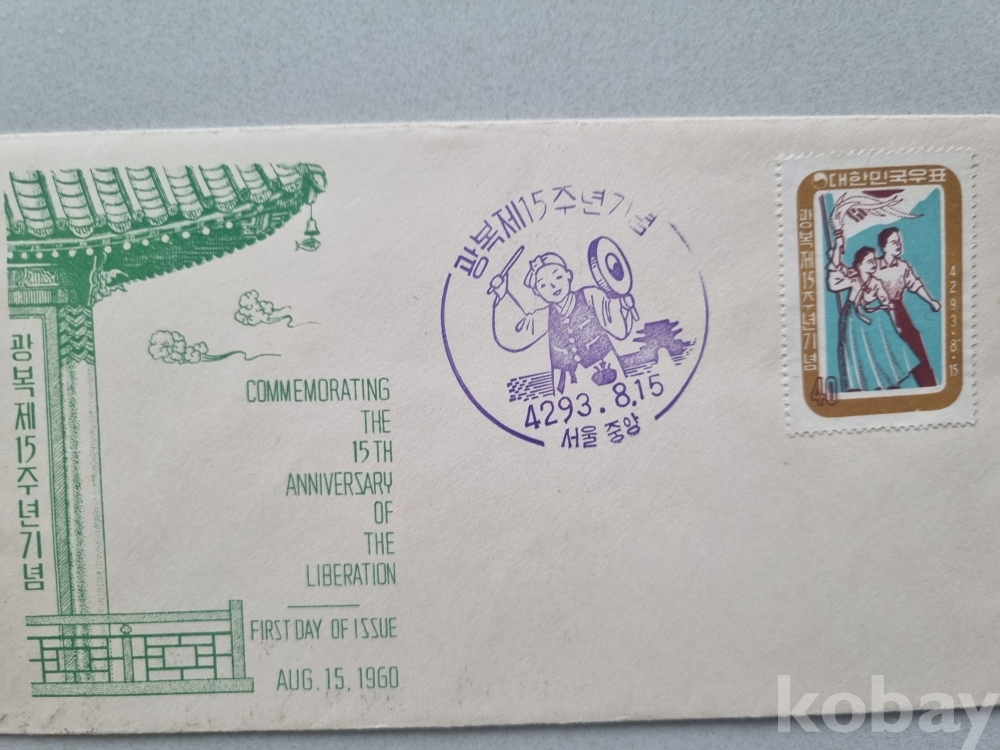 광복제15주년기념
COMMEMORATING
THE
15TH
ANNIVERSARY
OF
THE
LIBERATION
FIRST DAY OF ISSUE
AUG. 15, 1960
광복제15주년기념
4293.8.15
서울 중앙
대한민국우표
광복제15주년기념
4293·8·15
40
kobay